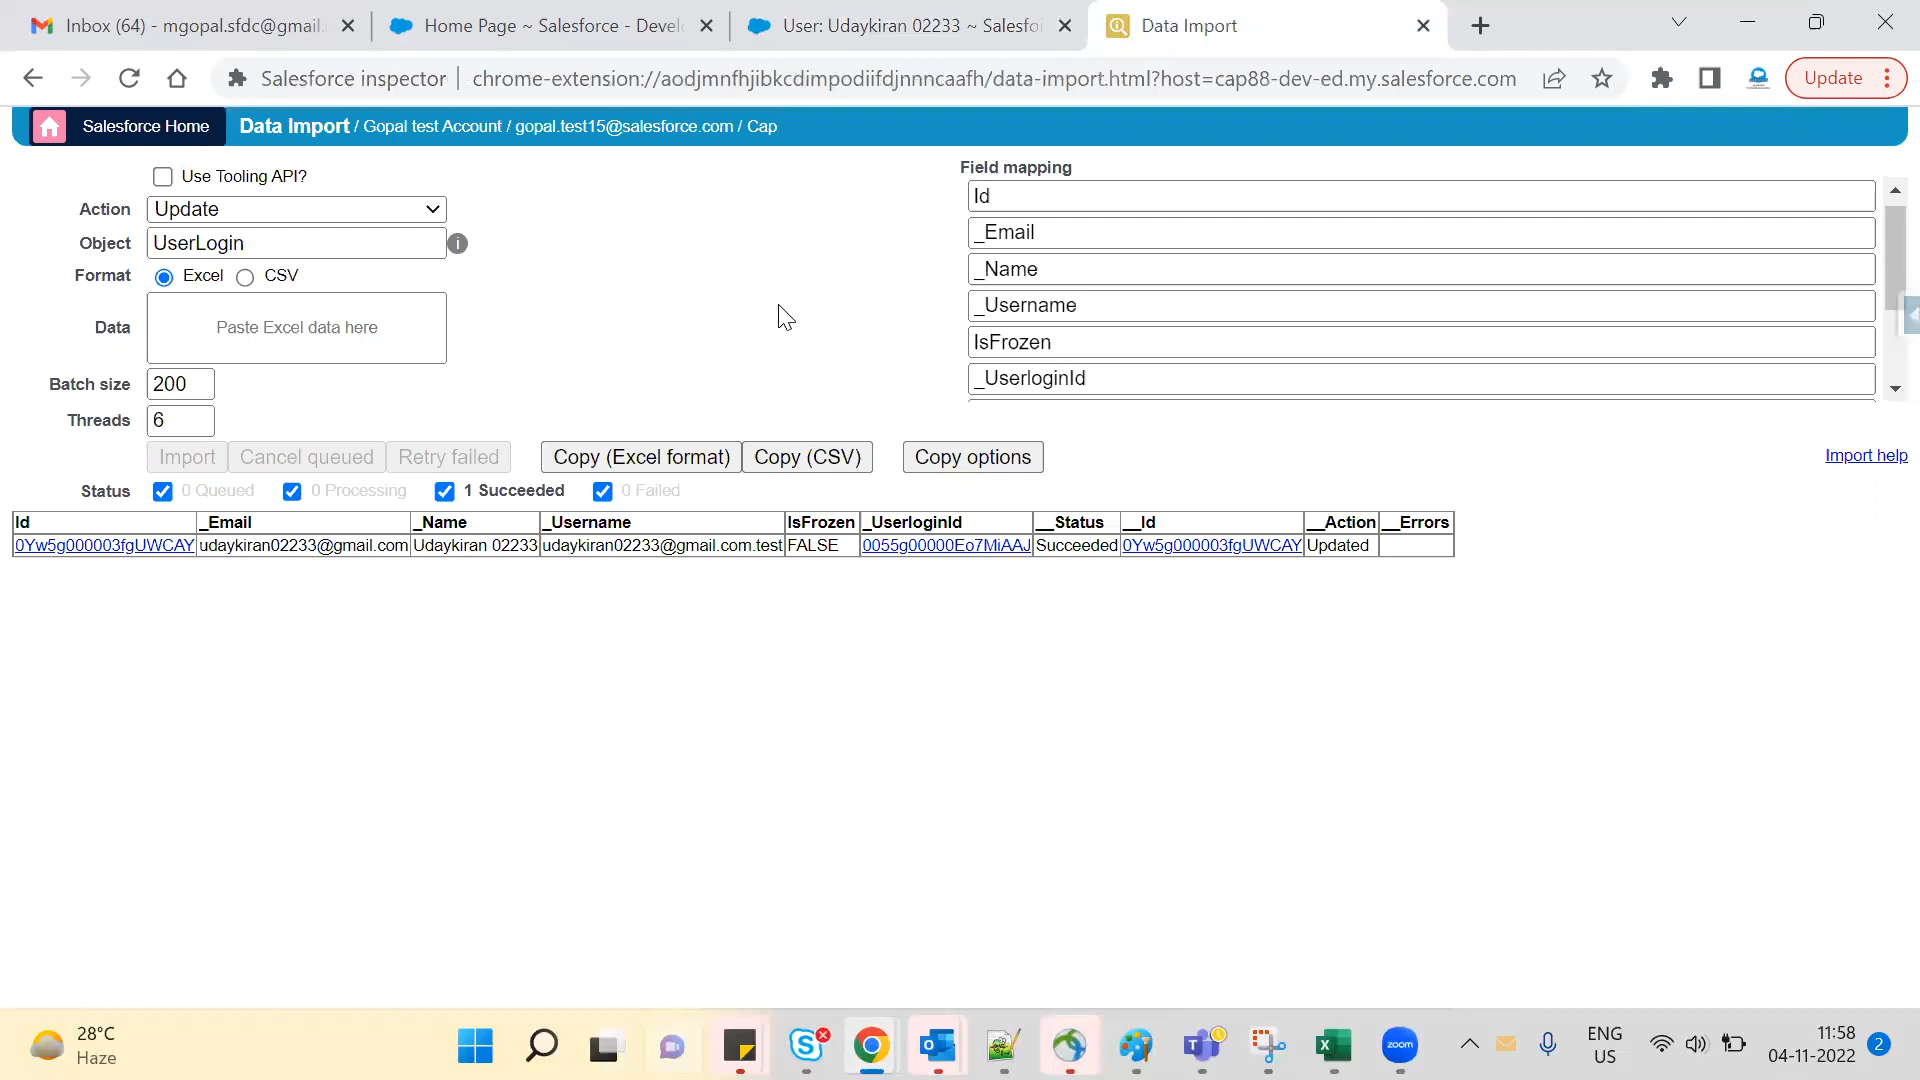 Inbox (64) - mgopal.sfdc@gmail. Home Page ~ Salesforce - Devel User: Udaykiran 02233 ~ Salesfor Data Import
Salesforce inspector | chrome-extension://aodjmnfhjibkcdimpodiifdjnnncaafh/data-import.html?host=cap88-dev-ed.my.salesforce.com Update
Salesforce Home Data Import / Gopal test Account / gopal.test15@salesforce.com / Cap
Use Tooling API?
Action Update
Object UserLogin i
Format Excel CSV
Data Paste Excel data here
Batch size 200
Threads 6
Field mapping
Id
_Email
_Name
_Username
IsFrozen
_UserloginId
Import Cancel queued Retry failed Copy (Excel format) Copy (CSV) Copy options Import help
Status 0 Queued 0 Processing 1 Succeeded 0 Failed
Id _Email _Name _Username IsFrozen _UserloginId __Status __Id __Action __Errors
0Yw5g000003fgUWCAY udaykiran02233@gmail.com Udaykiran 02233 udaykiran02233@gmail.com.test FALSE 0055g00000Eo7MiAAJ Succeeded 0Yw5g000003fgUWCAY Updated
28°C
Haze
zoom
ENG
US
11:58
04-11-2022
2